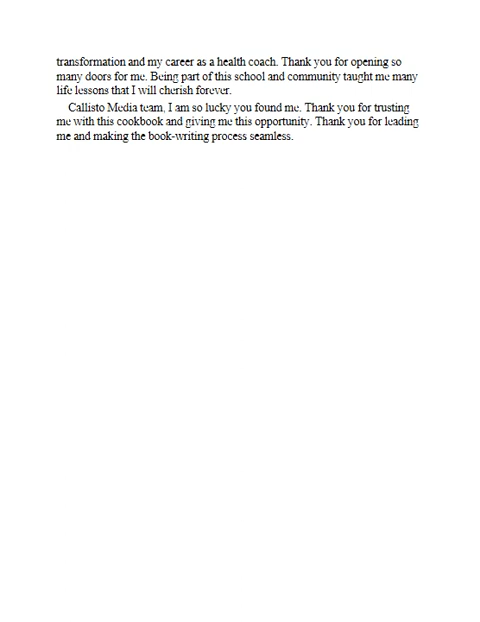 transformation and my career as a health coach. Thank you for opening so
many doors for me. Being part of this school and community taught me many
life lessons that I will cherish forever.
Callisto Media team, I am so lucky you found me. Thank you for trusting
me with this cookbook and giving me this opportunity. Thank you for leading
me and making the book-writing process seamless.